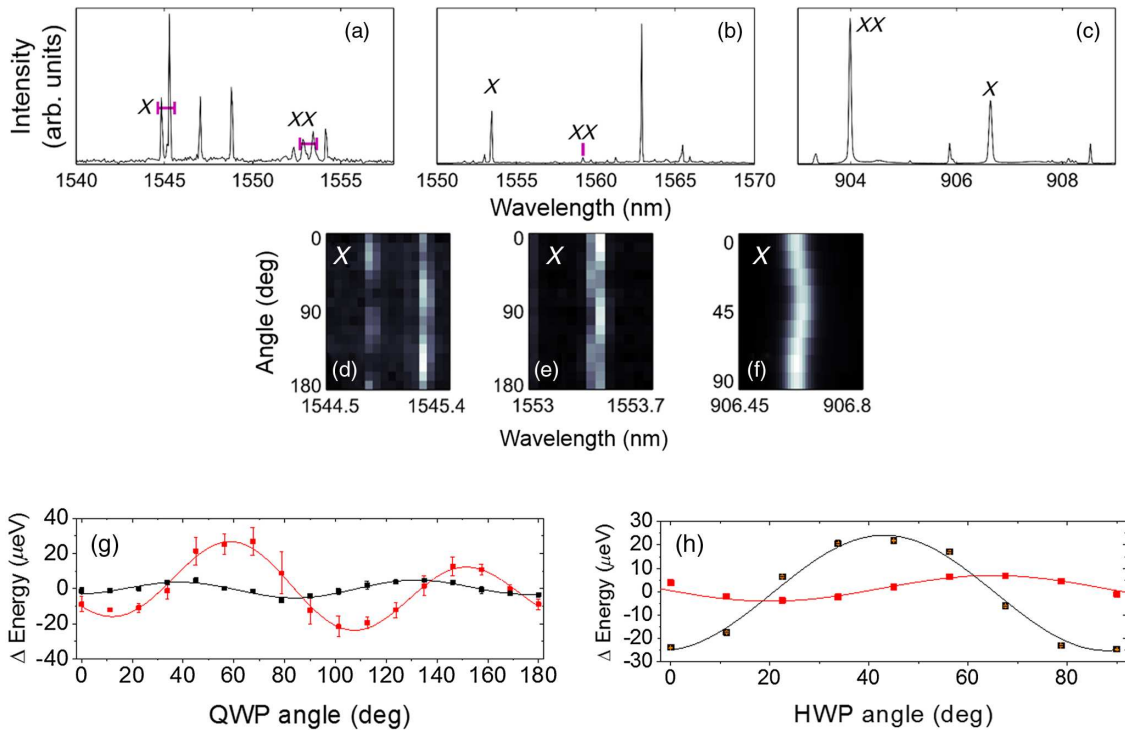 Intensity
(arb. units)
(a)
X
XX
1540
1545
1550
1555
(b)
X
XX
1550
1555
1560
1565
1570
(c)
XX
X
904
906
908
Wavelength (nm)
Angle (deg)
0
90
180
X
(d)
1544.5
1545.4
0
90
180
X
(e)
1553
1553.7
0
45
90
X
(f)
906.45
906.8
Wavelength (nm)
Δ Energy (μeV)
40
20
0
-20
-40
(g)
0 20 40 60 80 100 120 140 160 180
QWP angle (deg)
Δ Energy (μeV)
30
20
10
0
-10
-20
-30
(h)
0 20 40 60 80
HWP angle (deg)